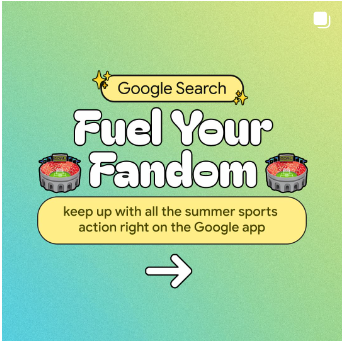 Google Search
Fuel Your
Fandom
keep up with all the summer sports
action right on the Google app